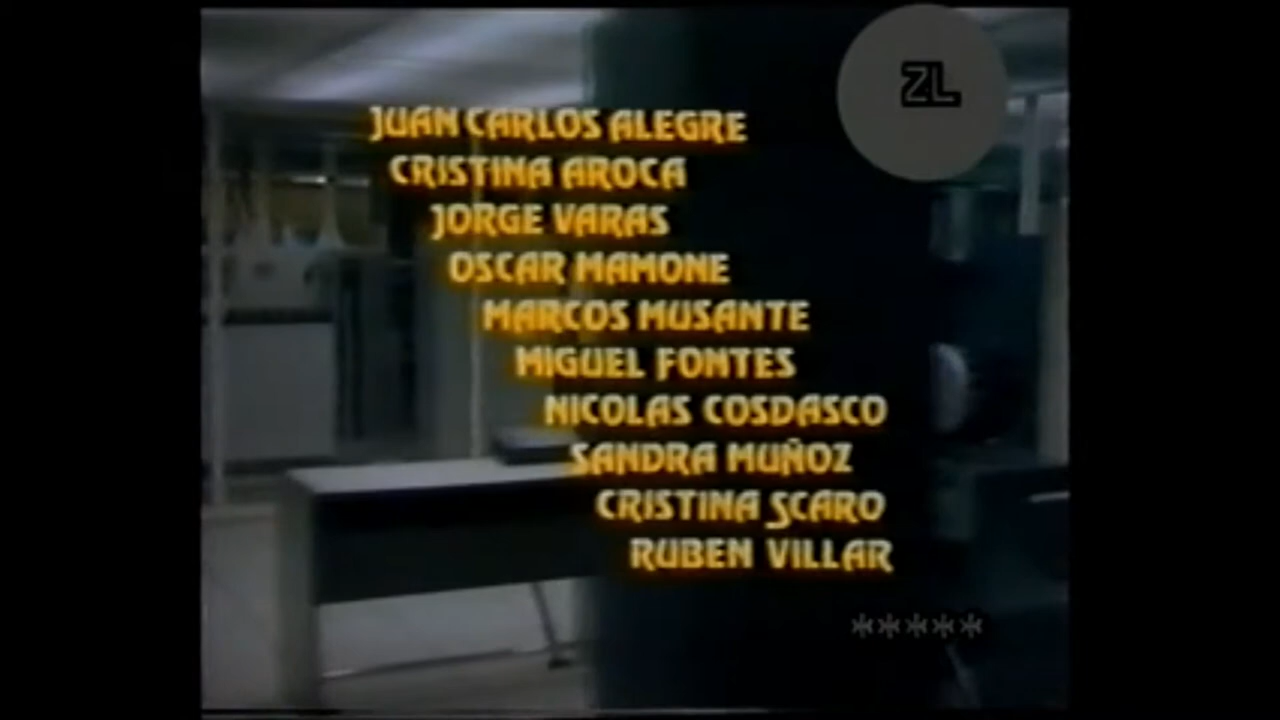 ZL
JUAN CARLOS ALEGRE
CRISTINA AROCA
JORGE VARAS
OSCAR MAMONE
MARCOS MUSANTE
MIGUEL FONTES
NICOLAS COSDASCO
SANDRA MUÑOZ
CRISTINA SCARO
RUBEN VILLAR
*****